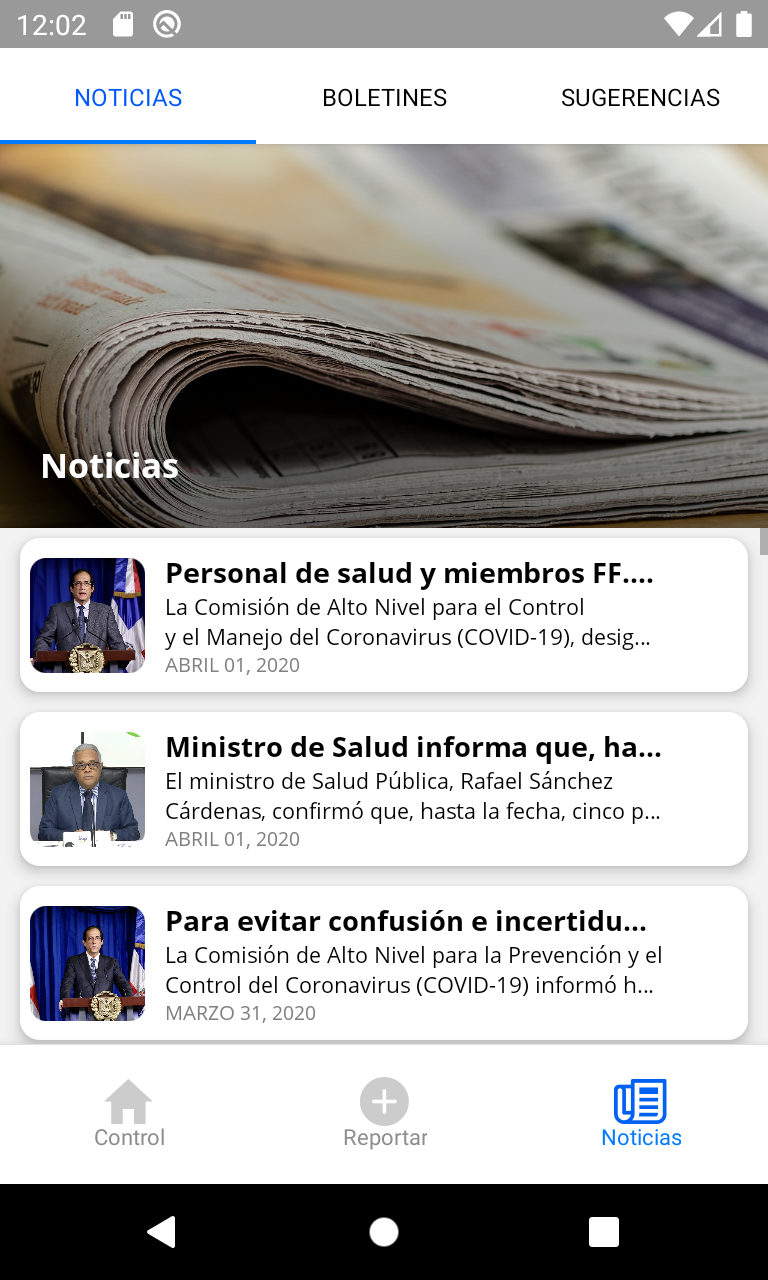 12:02
NOTICIAS
BOLETINES
SUGERENCIAS
Noticias
Personal de salud y miembros FF....
La Comisión de Alto Nivel para el Control
y el Manejo del Coronavirus (COVID-19), desig...
ABRIL 01, 2020
Ministro de Salud informa que, ha...
El ministro de Salud Pública, Rafael Sánchez
Cárdenas, confirmó que, hasta la fecha, cinco p...
ABRIL 01, 2020
Para evitar confusión e incertidu...
La Comisión de Alto Nivel para la Prevención y el
Control del Coronavirus (COVID-19) informó h...
MARZO 31, 2020
Control
Reportar
Noticias